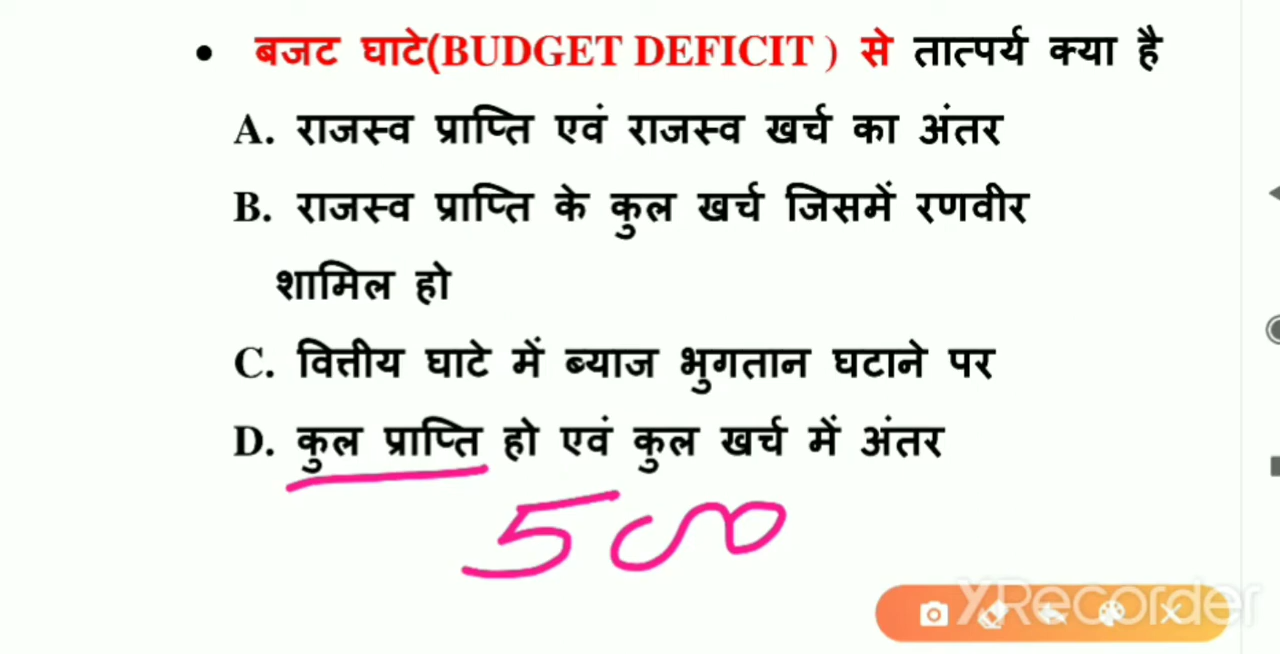 • बजट घाटे(BUDGET DEFICIT ) से तात्पर्य क्या है
A. राजस्व प्राप्ति एवं राजस्व खर्च का अंतर
B. राजस्व प्राप्ति के कुल खर्च जिसमें रणवीर
शामिल हो
C. वित्तीय घाटे में ब्याज भुगतान घटाने पर
D. कुल प्राप्ति हो एवं कुल खर्च में अंतर
500
XRecorder